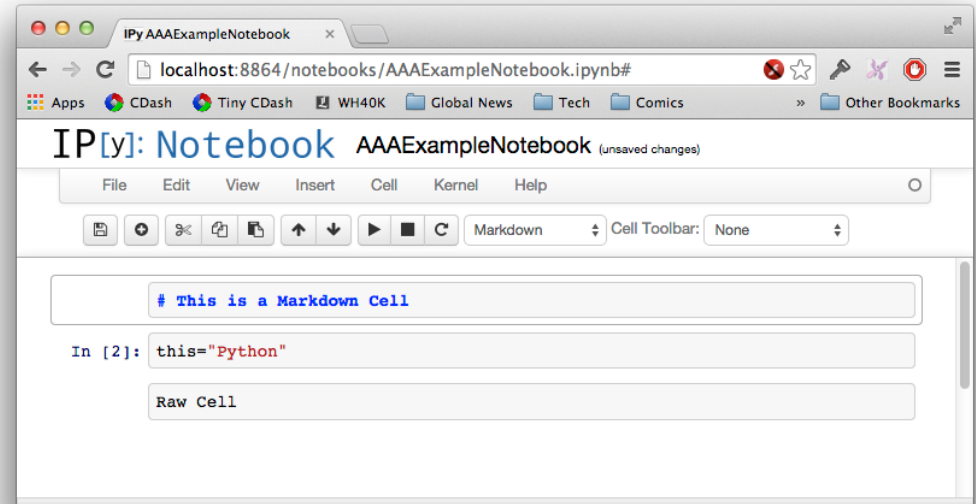 IPy AAAExampleNotebook
localhost:8864/notebooks/AAAExampleNotebook.ipynb#
Apps CDash Tiny CDash WH40K Global News Tech Comics » Other Bookmarks
IP[y]: Notebook AAAExampleNotebook (unsaved changes)
File Edit View Insert Cell Kernel Help
Markdown Cell Toolbar: None
# This is a Markdown Cell
In [2]: this="Python"
Raw Cell